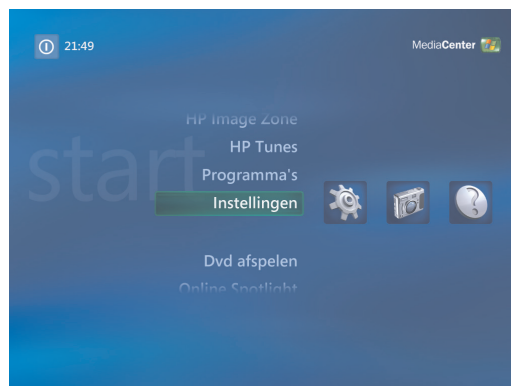 21:49
MediaCenter
start
HP Image Zone
HP Tunes
Programma's
Instellingen
Dvd afspelen
Online Spotlight